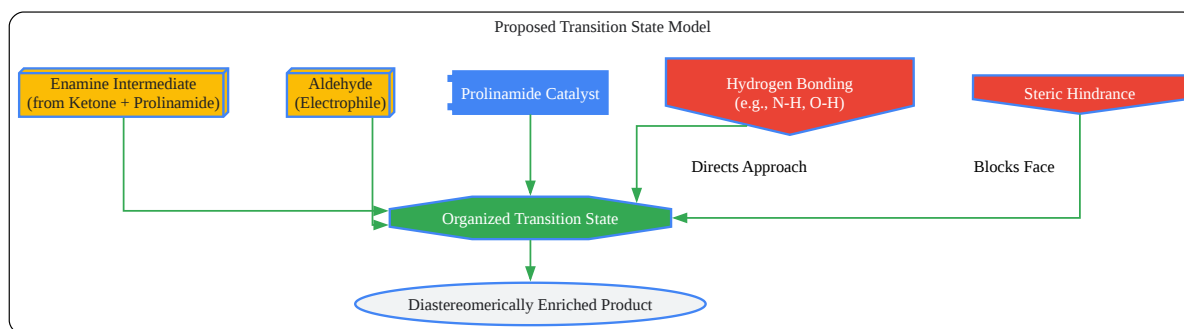 Proposed Transition State Model
Enamine Intermediate
(from Ketone + Prolinamide)
Aldehyde
(Electrophile)
Prolinamide Catalyst
Hydrogen Bonding
(e.g., N-H, O-H)
Steric Hindrance
Directs Approach
Blocks Face
Organized Transition State
Diastereomerically Enriched Product